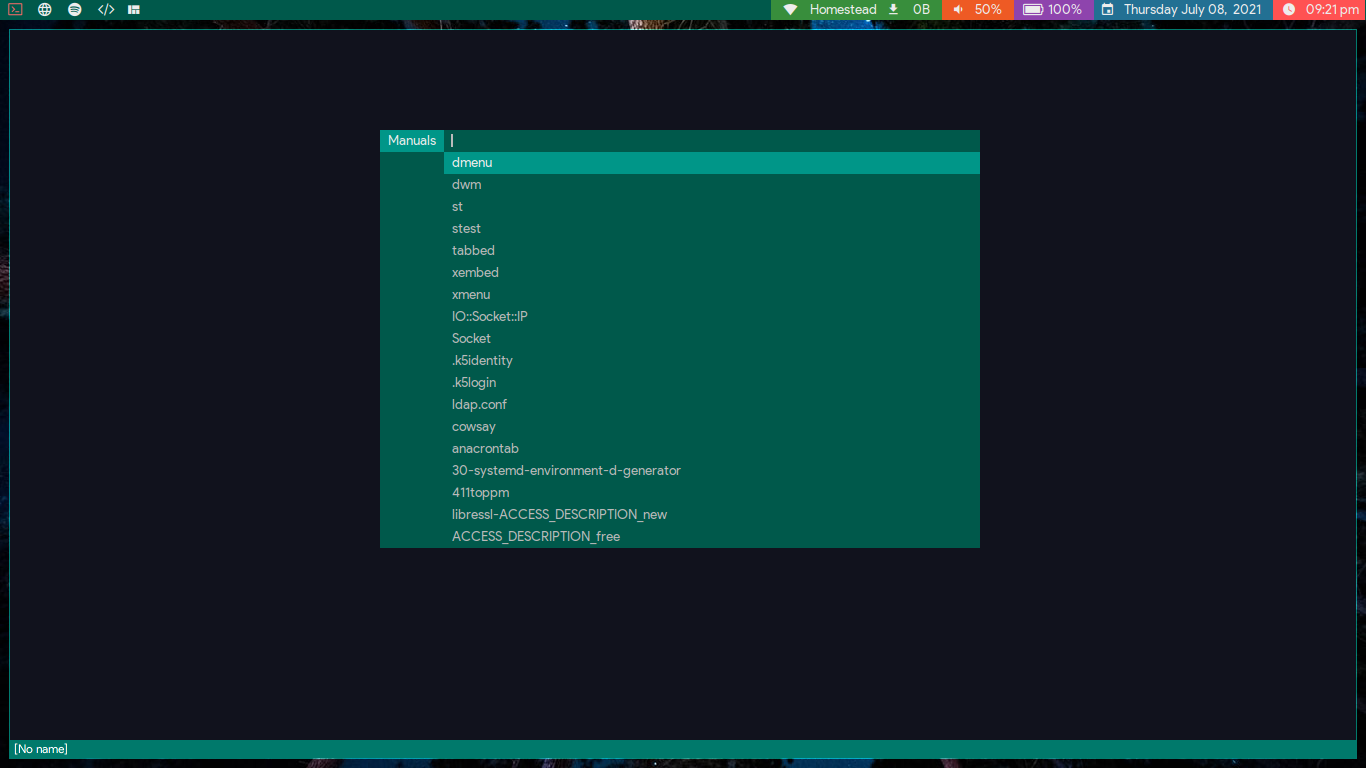 Homestead 0B 50% 100% Thursday July 08, 2021 09:21 pm
Manuals
dmenu
dwm
st
stest
tabbed
xembed
xmenu
IO::Socket::IP
Socket
.k5identity
.k5login
ldap.conf
cowsay
anacrontab
30-systemd-environment-d-generator
411toppm
libressl-ACCESS_DESCRIPTION_new
ACCESS_DESCRIPTION_free
[No name]